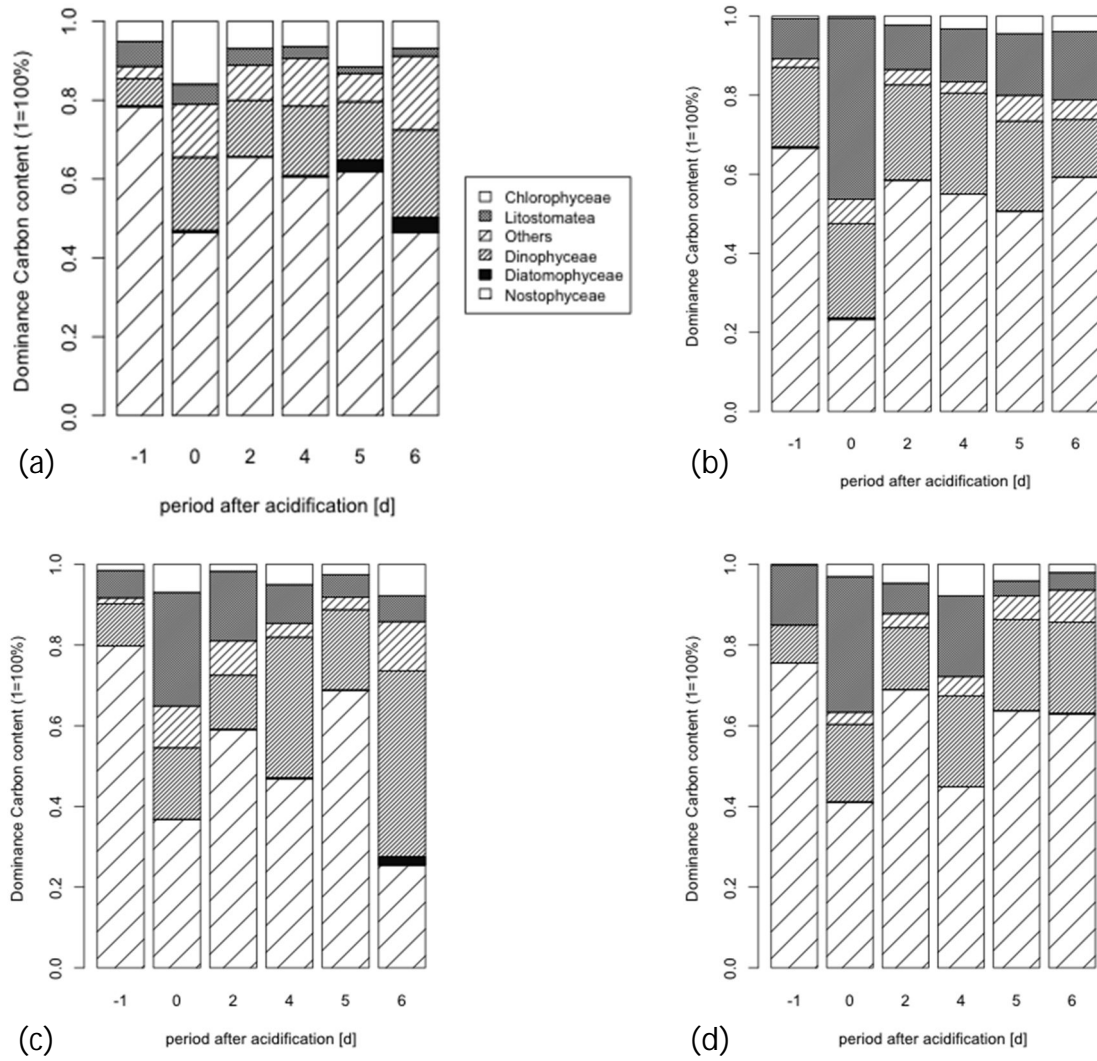 Dominance Carbon content (1=100%)
1.0
0.8
0.6
0.4
0.2
0.0
-1 0 2 4 5 6
period after acidification [d]
(a)
Chlorophyceae
Litostomatea
Others
Dinophyceae
Diatomophyceae
Nostophyceae
Dominance Carbon content (1=100%)
1.0
0.8
0.6
0.4
0.2
0.0
-1 0 2 4 5 6
period after acidification [d]
(b)
Dominance Carbon content (1=100%)
1.0
0.8
0.6
0.4
0.2
0.0
-1 0 2 4 5 6
period after acidification [d]
(c)
Dominance Carbon content (1=100%)
1.0
0.8
0.6
0.4
0.2
0.0
-1 0 2 4 5 6
period after acidification [d]
(d)